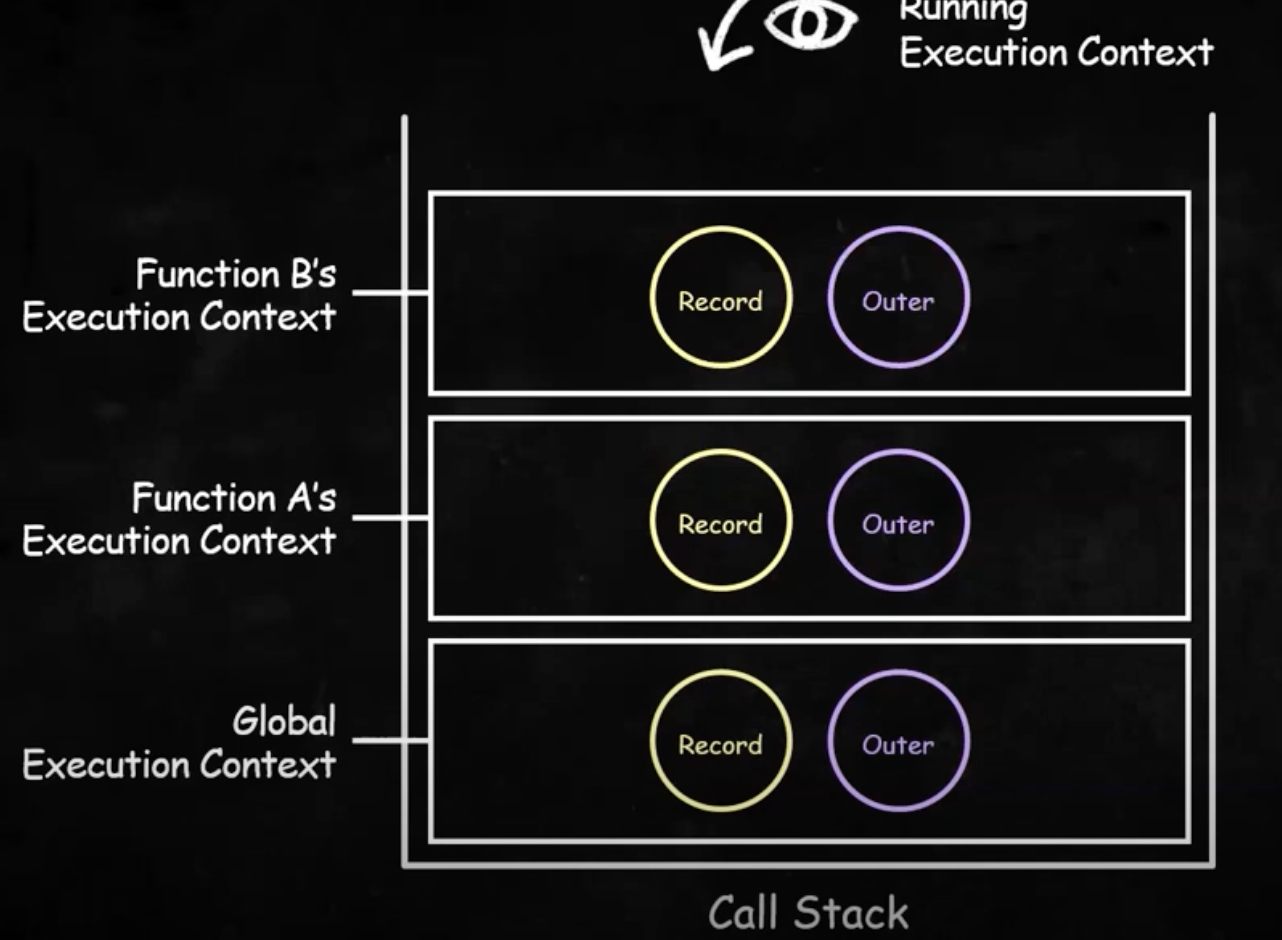 Running
Execution Context
Function B's
Execution Context
Record
Outer
Function A's
Execution Context
Record
Outer
Global
Execution Context
Record
Outer
Call Stack